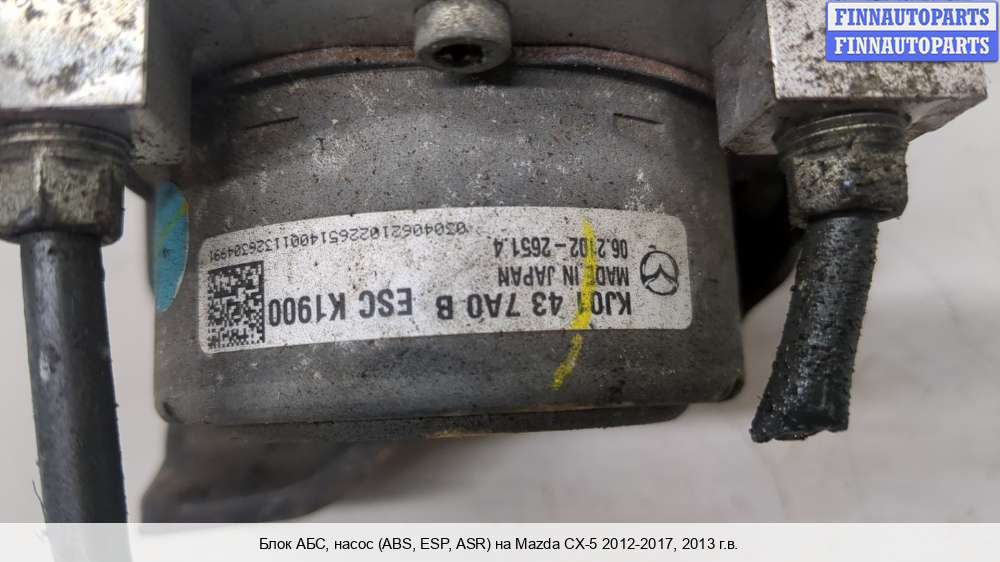 FINNAUTOPARTS
FINNAUTOPARTS
KJ01 43 7A0 B ESC K1900
MADE IN JAPAN
06.2102-2651.4
Блок АБС, насос (ABS, ESP, ASR) на Mazda CX-5 2012-2017, 2013 г.в.